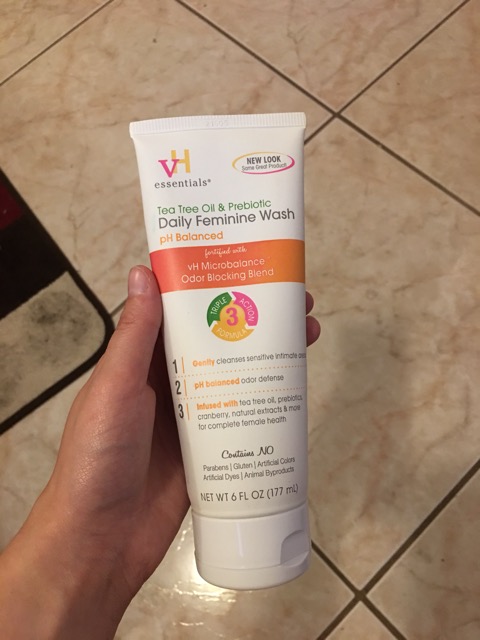 vH
essentials®
NEW LOOK
Same Great Product!
Tea Tree Oil & Prebiotic
Daily Feminine Wash
pH Balanced
fortified with
vH Microbalance
Odor Blocking Blend
TRIPLE ACTION FORMULA
3
1 Gently cleanses sensitive intimate
2 pH balanced odor defense
3 Infused with tea tree oil, prebiotics,
cranberry, natural extracts & more
for complete female health
Contains NO
Parabens | Gluten | Artificial Colors
Artificial Dyes | Animal Byproducts
NET WT 6 FL OZ (177 mL)